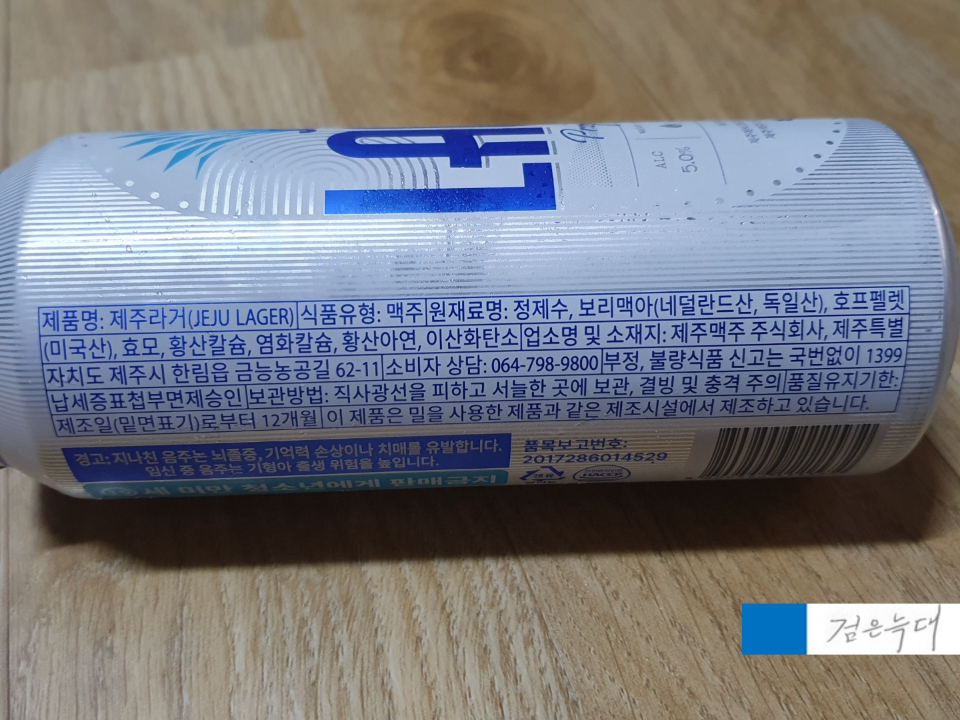 LA
ALC
5.0%
제품명: 제주라거(JEJU LAGER) 식품유형: 맥주 원재료명: 정제수, 보리맥아(네덜란드산, 독일산), 호프펠렛
(미국산), 효모, 황산칼슘, 염화칼슘, 황산아연, 이산화탄소 업소명 및 소재지: 제주맥주 주식회사, 제주특별
자치도 제주시 한림읍 금능농공길 62-11 소비자 상담: 064-798-9800 부정, 불량식품 신고는 국번없이 1399
납세증표첩부면제승인 보관방법: 직사광선을 피하고 서늘한 곳에 보관, 결빙 및 충격 주의 품질유지기한:
제조일(밑면표기)로부터 12개월 이 제품은 밀을 사용한 제품과 같은 제조시설에서 제조하고 있습니다.
경고: 지나친 음주는 뇌졸중, 기억력 손상이나 치매를 유발합니다.
임신 중 음주는 기형아 출생 위험을 높입니다.
세 미만 청소년에게 판매금지
품목보고번호:
2017286014529
HACCP
검은늑대